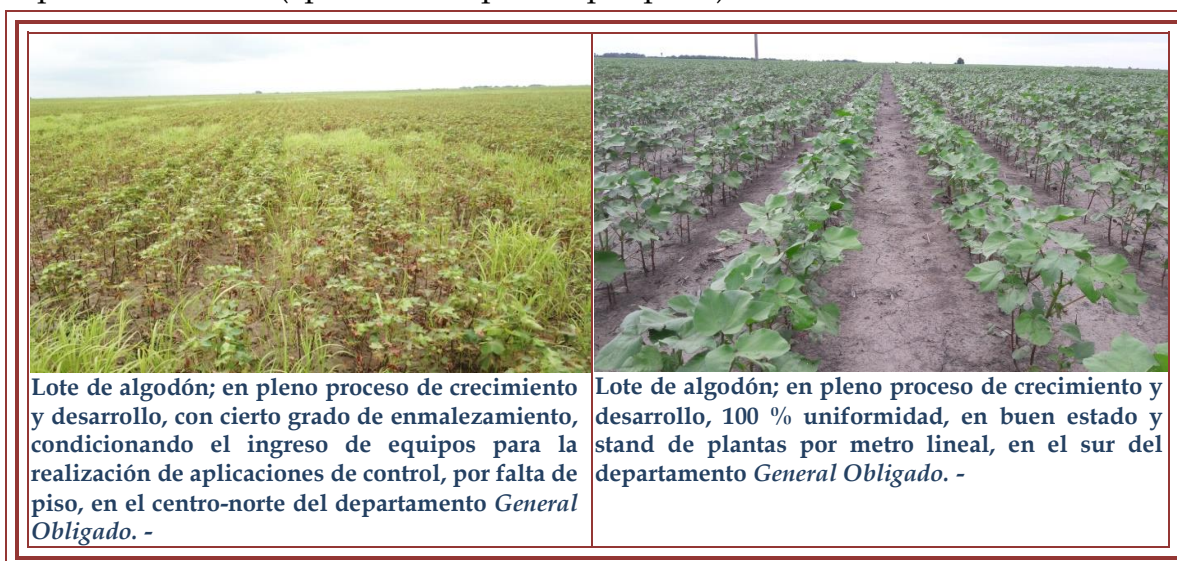 Lote de algodón; en pleno proceso de crecimiento
y desarrollo, con cierto grado de enmalezamiento,
condicionando el ingreso de equipos para la
realización de aplicaciones de control, por falta de
piso, en el centro-norte del departamento General
Obligado. -
Lote de algodón; en pleno proceso de crecimiento y
desarrollo, 100 % uniformidad, en buen estado y
stand de plantas por metro lineal, en el sur del
departamento General Obligado. -